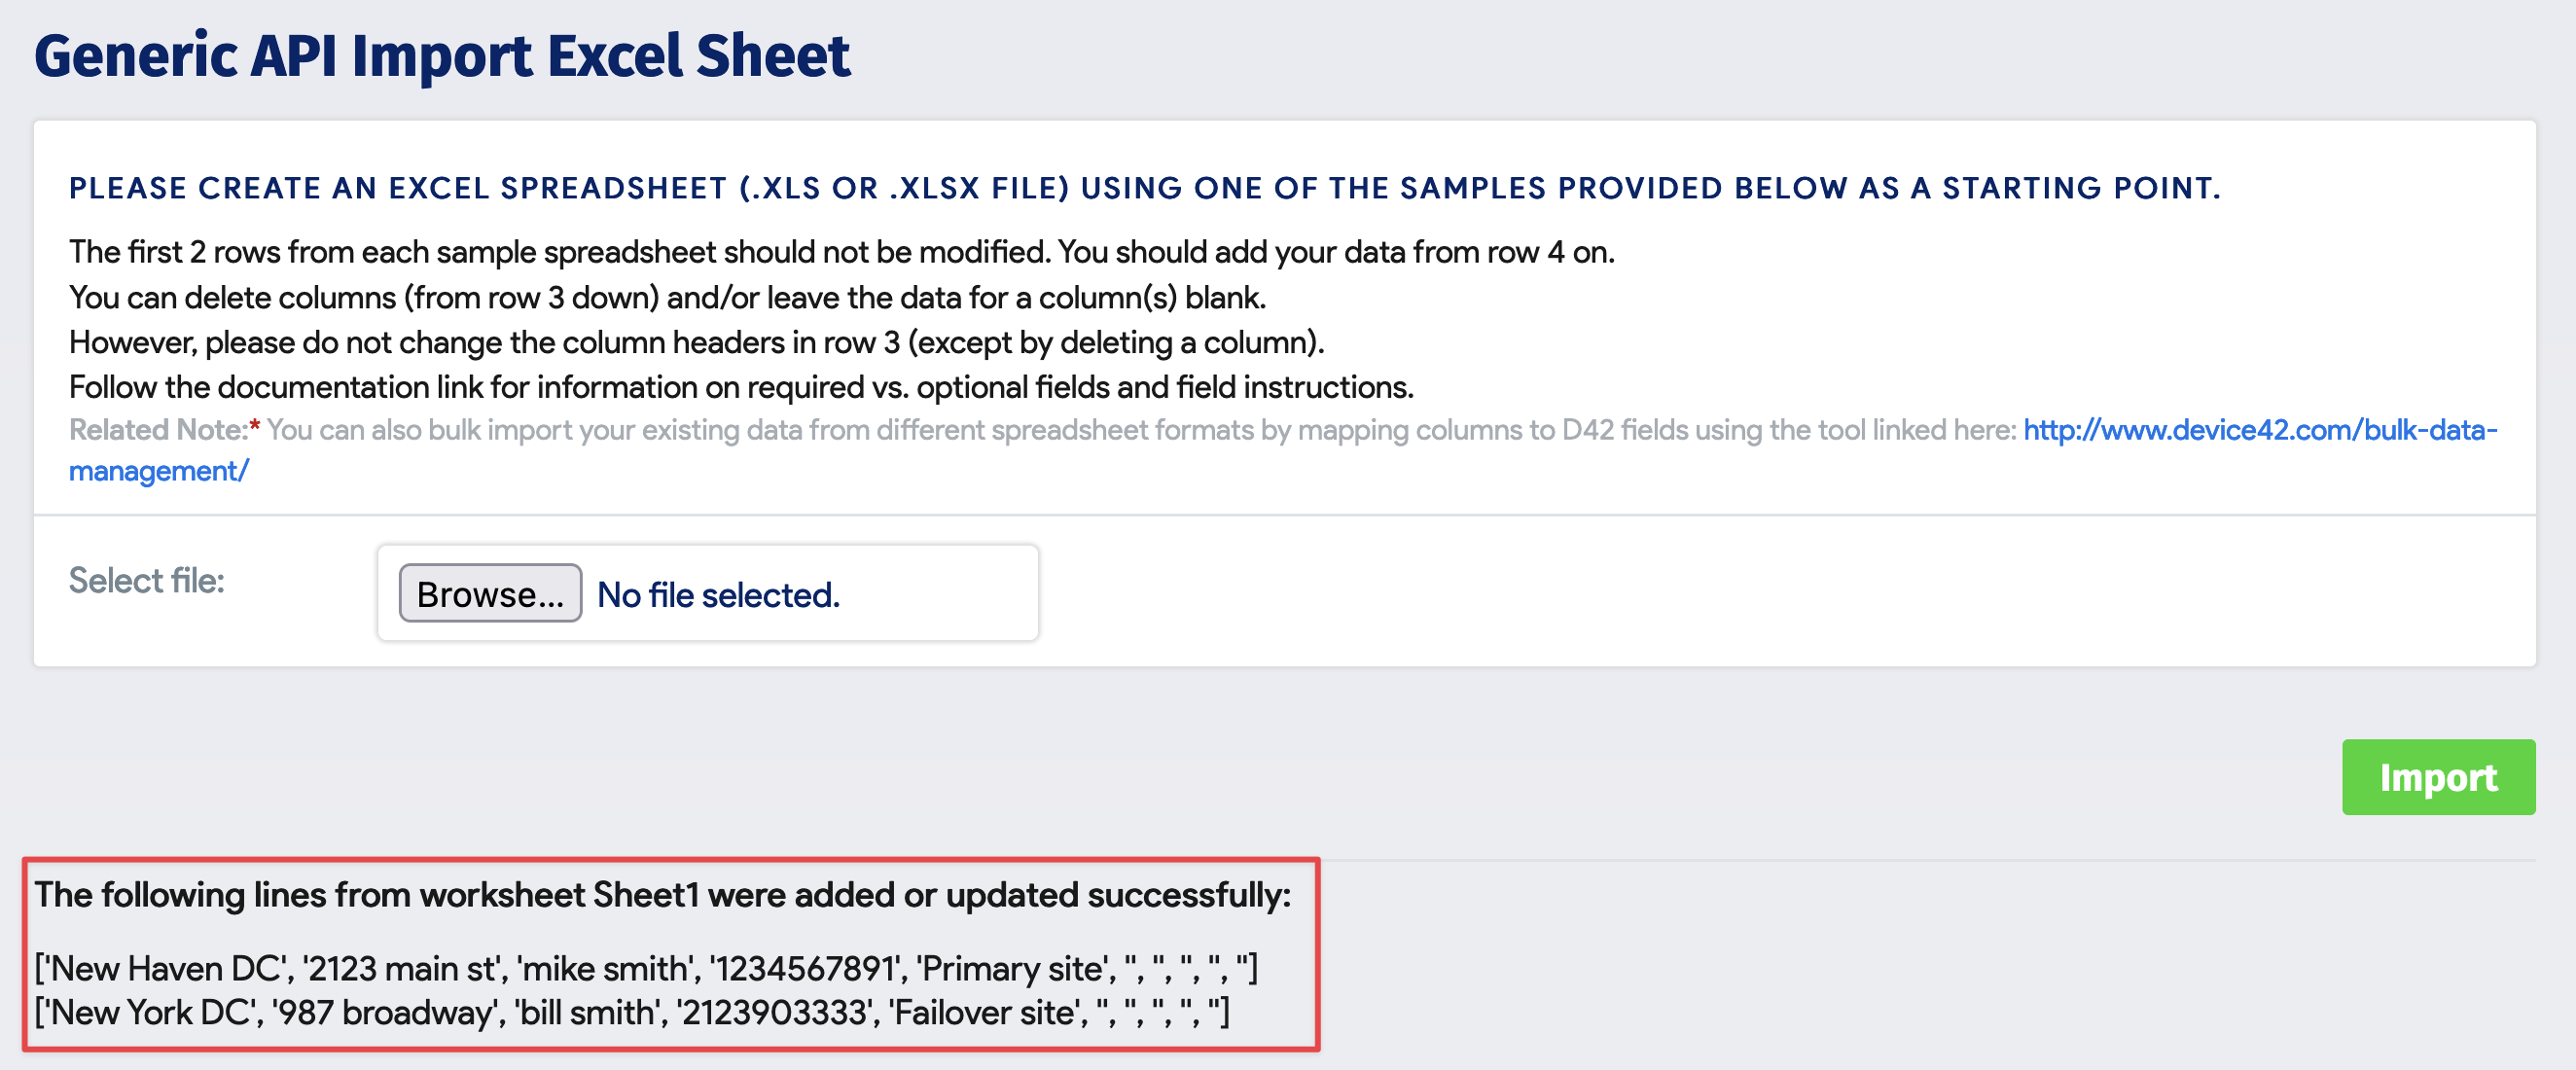 Generic API Import Excel Sheet
PLEASE CREATE AN EXCEL SPREADSHEET (.XLS OR .XLSX FILE) USING ONE OF THE SAMPLES PROVIDED BELOW AS A STARTING POINT.
The first 2 rows from each sample spreadsheet should not be modified. You should add your data from row 4 on.
You can delete columns (from row 3 down) and/or leave the data for a column(s) blank.
However, please do not change the column headers in row 3 (except by deleting a column).
Follow the documentation link for information on required vs. optional fields and field instructions.
Related Note:* You can also bulk import your existing data from different spreadsheet formats by mapping columns to D42 fields using the tool linked here: http://www.device42.com/bulk-data-
management/
Select file: Browse... No file selected.
Import
The following lines from worksheet Sheet1 were added or updated successfully:
['New Haven DC', '2123 main st', 'mike smith', '1234567891', 'Primary site', '', '', '', '', '']
['New York DC', '987 broadway', 'bill smith', '2123903333', 'Failover site', '', '', '', '', '']